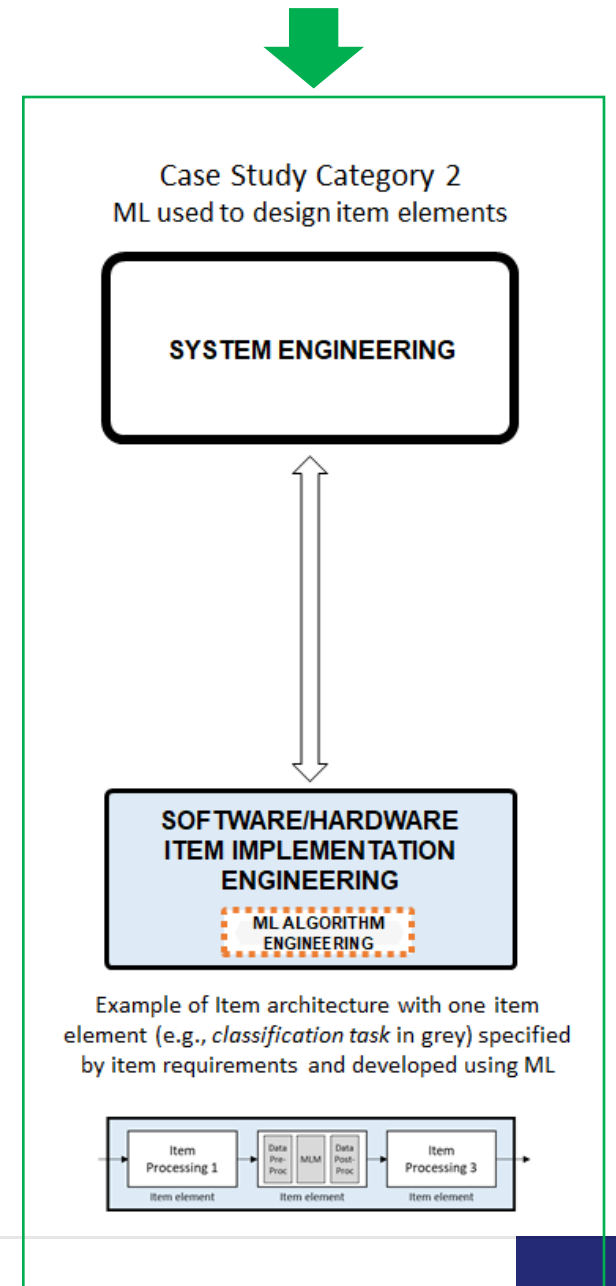 Case Study Category 2
ML used to design item elements
SYSTEM ENGINEERING
SOFTWARE/HARDWARE
ITEM IMPLEMENTATION
ENGINEERING
ML ALGORITHM
ENGINEERING
Example of Item architecture with one item
element (e.g., classification task in grey) specified
by item requirements and developed using ML
Item
Processing 1
Item element
Data
Pre-
Proc
MLM
Data
Post-
Proc
Item element
Item
Processing 3
Item element